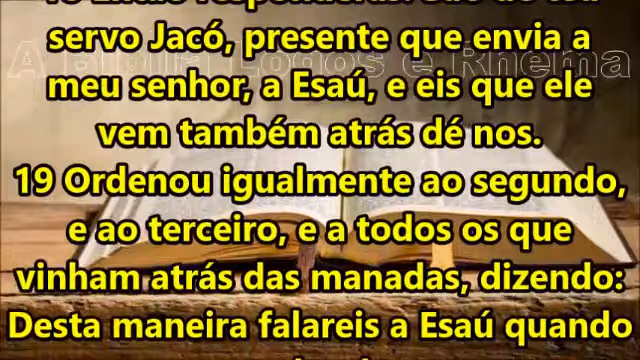 servo Jacó, presente que envia a
meu senhor, a Esaú, e eis que ele
vem também atrás dé nos.
19 Ordenou igualmente ao segundo,
e ao terceiro, e a todos os que
vinham atrás das manadas, dizendo:
Desta maneira falareis a Esaú quando
A Bíblia Logos e Rhema